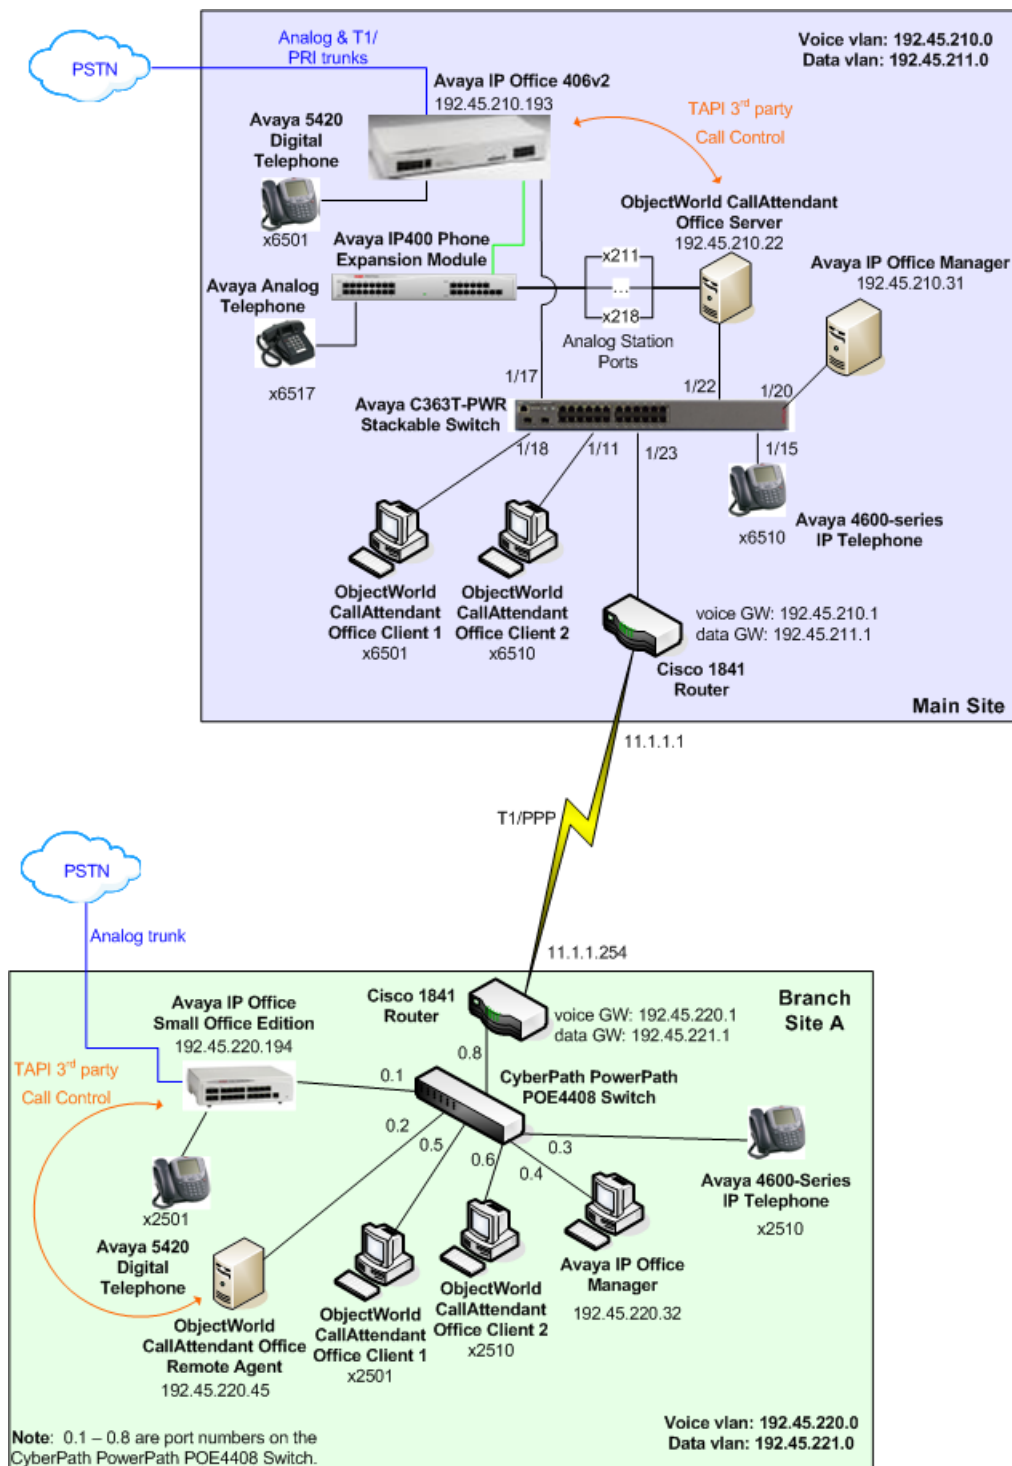 PSTN
Analog & T1/
PRI trunks
Voice vlan: 192.45.210.0
Data vlan: 192.45.211.0
Avaya IP Office 406v2
192.45.210.193
TAPI 3rd party
Call Control
Avaya 5420
Digital
Telephone
x6501
ObjectWorld CallAttendant
Office Server
192.45.210.22
Avaya IP400 Phone
Expansion Module
x211
...
x218
Analog Station
Ports
Avaya IP Office Manager
192.45.210.31
Avaya Analog
Telephone
x6517
1/17
1/22
1/20
Avaya C363T-PWR
Stackable Switch
1/18
1/11
1/23
1/15
x6510
Avaya 4600-series
IP Telephone
ObjectWorld
CallAttendant
Office Client 1
x6501
ObjectWorld
CallAttendant
Office Client 2
x6510
voice GW: 192.45.210.1
data GW: 192.45.211.1
Cisco 1841
Router
Main Site
11.1.1.1
T1/PPP
PSTN
Analog trunk
11.1.1.254
Branch
Site A
Cisco 1841
Router
voice GW: 192.45.220.1
data GW: 192.45.221.1
Avaya IP Office
Small Office Edition
192.45.220.194
TAPI 3rd party
Call Control
0.8
CyberPath PowerPath
POE4408 Switch
0.1
0.2
0.5
0.6
0.4
0.3
x2501
Avaya 5420
Digital
Telephone
Avaya 4600-Series
IP Telephone
x2510
Avaya IP Office
Manager
192.45.220.32
ObjectWorld
CallAttendant
Office Client 2
x2510
ObjectWorld
CallAttendant
Office Client 1
x2501
ObjectWorld
CallAttendant Office
Remote Agent
192.45.220.45
Note: 0.1 – 0.8 are port numbers on the
CyberPath PowerPath POE4408 Switch.
Voice vlan: 192.45.220.0
Data vlan: 192.45.221.0